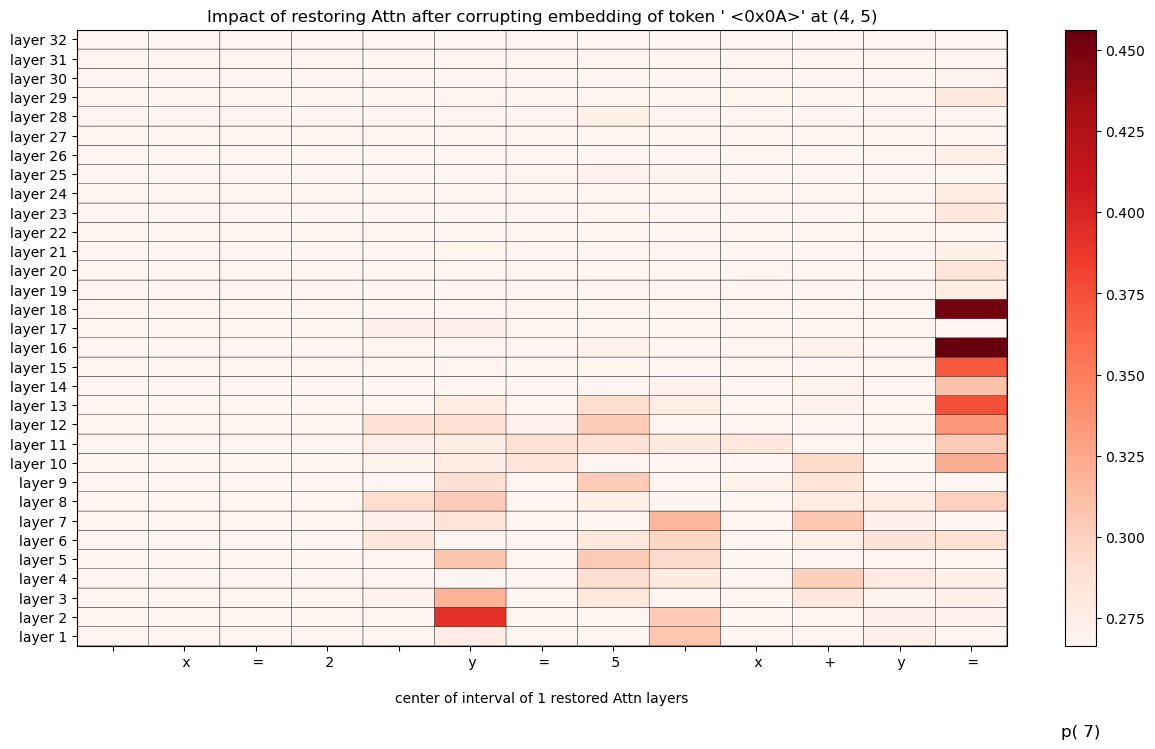 Impact of restoring Attn after corrupting embedding of token ' <0x0A>' at (4, 5)
layer 32
layer 31
layer 30
layer 29
layer 28
layer 27
layer 26
layer 25
layer 24
layer 23
layer 22
layer 21
layer 20
layer 19
layer 18
layer 17
layer 16
layer 15
layer 14
layer 13
layer 12
layer 11
layer 10
layer 9
layer 8
layer 7
layer 6
layer 5
layer 4
layer 3
layer 2
layer 1
x = 2 y = 5 x + y =
center of interval of 1 restored Attn layers
0.450
0.425
0.400
0.375
0.350
0.325
0.300
0.275
p( 7)